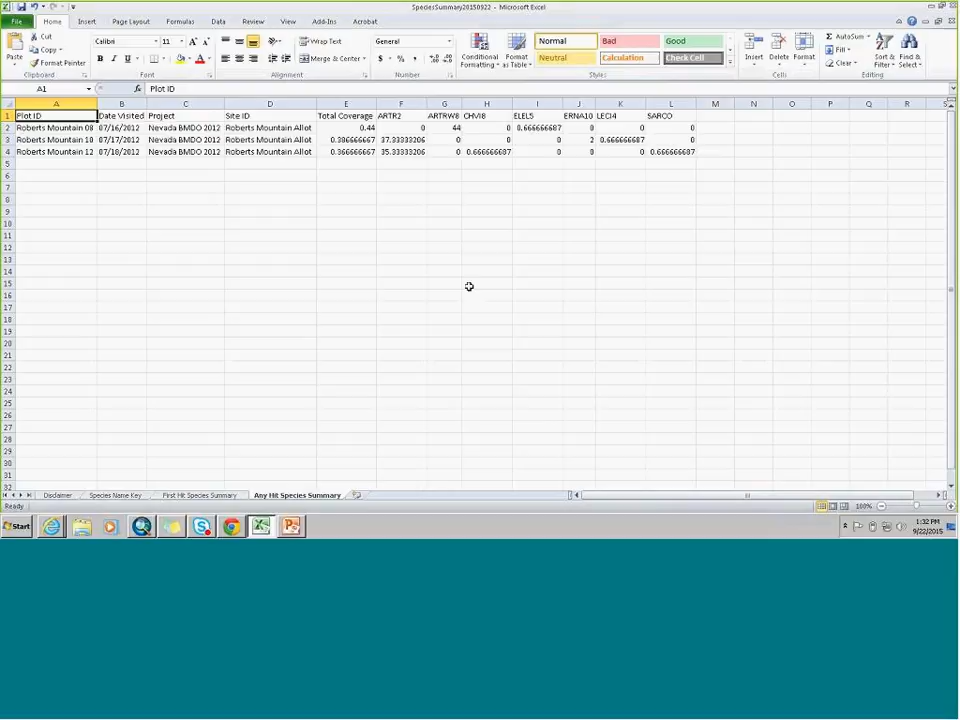 SpeciesSummary20150922 - Microsoft Excel
File Home Insert Page Layout Formulas Data Review View Add-Ins Acrobat
Paste Cut Copy Format Painter Clipboard
Calibri 11 B I U A A Font
Wrap Text Merge & Center Alignment
General $ % , Number
Conditional Formatting Format as Table Normal Bad Good Neutral Calculation Check Cell Styles
Insert Delete Format Cells
AutoSum Fill Clear Sort & Filter Find & Select Editing
A1 fx Plot ID
A B C D E F G H I J K L M N O P Q R S
1 Plot ID Date Visited Project Site ID Total Coverage ARTR2 ARTRW8 CHVI8 ELEL5 ERNA10 LECI4 SARCO
2 Roberts Mountain 08 07/16/2012 Nevada BMDO 2012 Roberts Mountain Allot 0.44 0 44 0 0.666666687 0 0 0
3 Roberts Mountain 10 07/17/2012 Nevada BMDO 2012 Roberts Mountain Allot 0.386666667 37.33333206 0 0 0 2 0.666666687 0
4 Roberts Mountain 12 07/18/2012 Nevada BMDO 2012 Roberts Mountain Allot 0.366666667 35.33333206 0 0.666666687 0 0 0 0.666666687
5
6
7
8
9
10
11
12
13
14
15
16
17
18
19
20
21
22
23
24
25
26
27
28
29
30
31
32
Disclaimer Species Name Key First Hit Species Summary Any Hit Species Summary
Ready 100%
Start 1:32 PM
9/22/2015